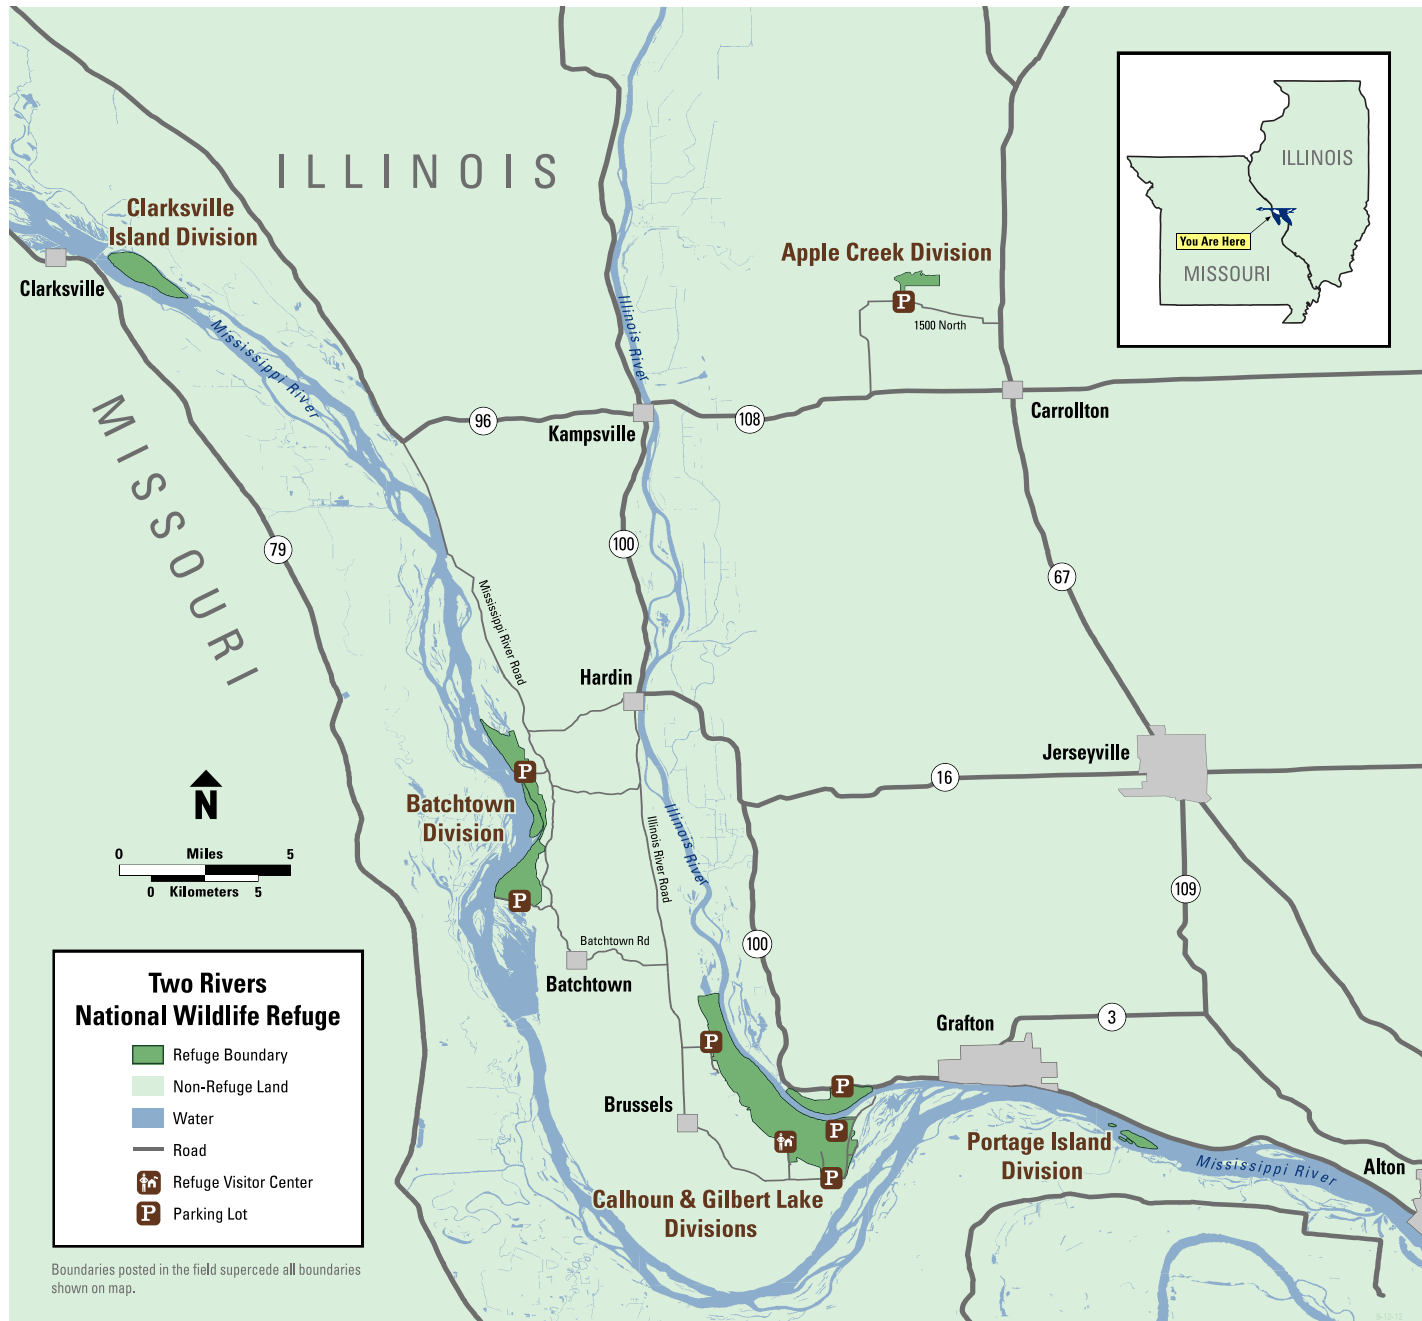 ILLINOIS
Clarksville
Island Division
Clarksville
Mississippi River
MISSOURI
Illinois River
Apple Creek Division
P
1500 North
ILLINOIS
You Are Here
MISSOURI
96
Kampsville
108
Carrollton
79
100
67
Mississippi River Road
Hardin
Jerseyville
16
P
Batchtown
Division
P
Illinois River
Illinois River Road
109
100
Batchtown Rd
Batchtown
N
0 Miles 5
0 Kilometers 5
Grafton
3
P
P
Brussels
P
P
Calhoun & Gilbert Lake
Divisions
Portage Island
Division
Mississippi River
Alton
Two Rivers
National Wildlife Refuge
Refuge Boundary
Non-Refuge Land
Water
Road
Refuge Visitor Center
P Parking Lot
Boundaries posted in the field supercede all boundaries
shown on map.